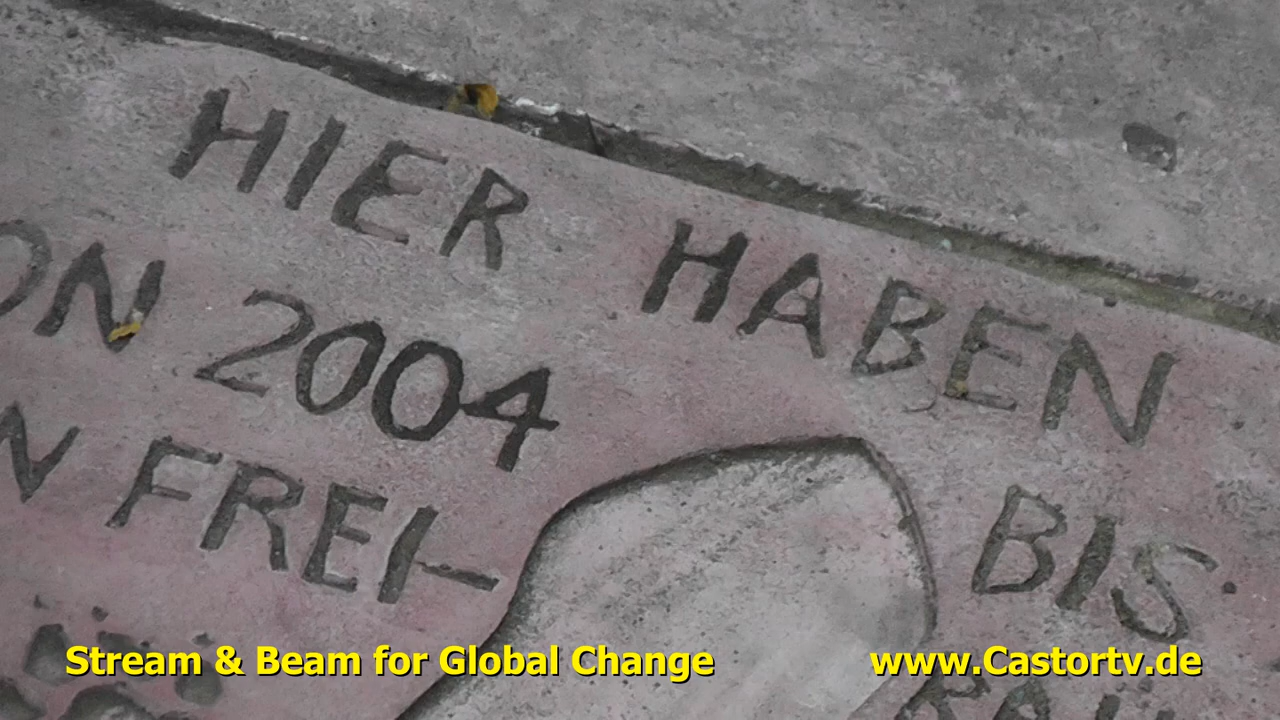 HIER HABEN
ON 2004 BIS
N FREI-
Stream & Beam for Global Change
www.Castortv.de